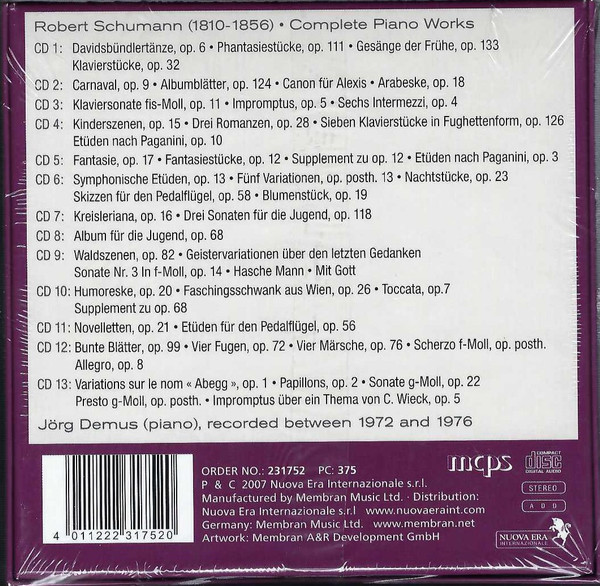 Robert Schumann (1810-1856) • Complete Piano Works
CD 1: Davidsbündlertänze, op. 6 • Phantasiestücke, op. 111 • Gesänge der Frühe, op. 133
Klavierstücke, op. 32
CD 2: Carnaval, op. 9 • Albumblätter, op. 124 • Canon für Alexis • Arabeske, op. 18
CD 3: Klaviersonate fis-Moll, op. 11 • Impromptus, op. 5 • Sechs Intermezzi, op. 4
CD 4: Kinderszenen, op. 15 • Drei Romanzen, op. 28 • Sieben Klavierstücke in Fughettenform, op. 126
Etüden nach Paganini, op. 10
CD 5: Fantasie, op. 17 • Fantasiestücke, op. 12 • Supplement zu op. 12 • Etüden nach Paganini, op. 3
CD 6: Symphonische Etüden, op. 13 • Fünf Variationen, op. posth. 13 • Nachtstücke, op. 23
Skizzen für den Pedalflügel, op. 58 • Blumenstück, op. 19
CD 7: Kreisleriana, op. 16 • Drei Sonaten für die Jugend, op. 118
CD 8: Album für die Jugend, op. 68
CD 9: Waldszenen, op. 82 • Geistervariationen über den letzten Gedanken
Sonate Nr. 3 In f-Moll, op. 14 • Hasche Mann • Mit Gott
CD 10: Humoreske, op. 20 • Faschingsschwank aus Wien, op. 26 • Toccata, op.7
Supplement zu op. 68
CD 11: Novelletten, op. 21 • Etüden für den Pedalflügel, op. 56
CD 12: Bunte Blätter, op. 99 • Vier Fugen, op. 72 • Vier Märsche, op. 76 • Scherzo f-Moll, op. posth.
Allegro, op. 8
CD 13: Variations sur le nom « Abegg », op. 1 • Papillons, op. 2 • Sonate g-Moll, op. 22
Presto g-Moll, op. posth. • Impromptus über ein Thema von C. Wieck, op. 5
Jörg Demus (piano), recorded between 1972 and 1976
ORDER NO.: 231752 PC: 375
P & C 2007 Nuova Era Internazionale s.r.l.
Manufactured by Membran Music Ltd. · Distribution:
Nuova Era Internazionale s.r.l. www.nuovaeraint.com
Germany: Membran Music Ltd. · www.membran.net
Artwork: Membran A&R Development GmbH
4 011222 317520
mcps
COMPACT
disc
DIGITAL AUDIO
STEREO
A D D
NUOVA ERA
INTERNAZIONALE